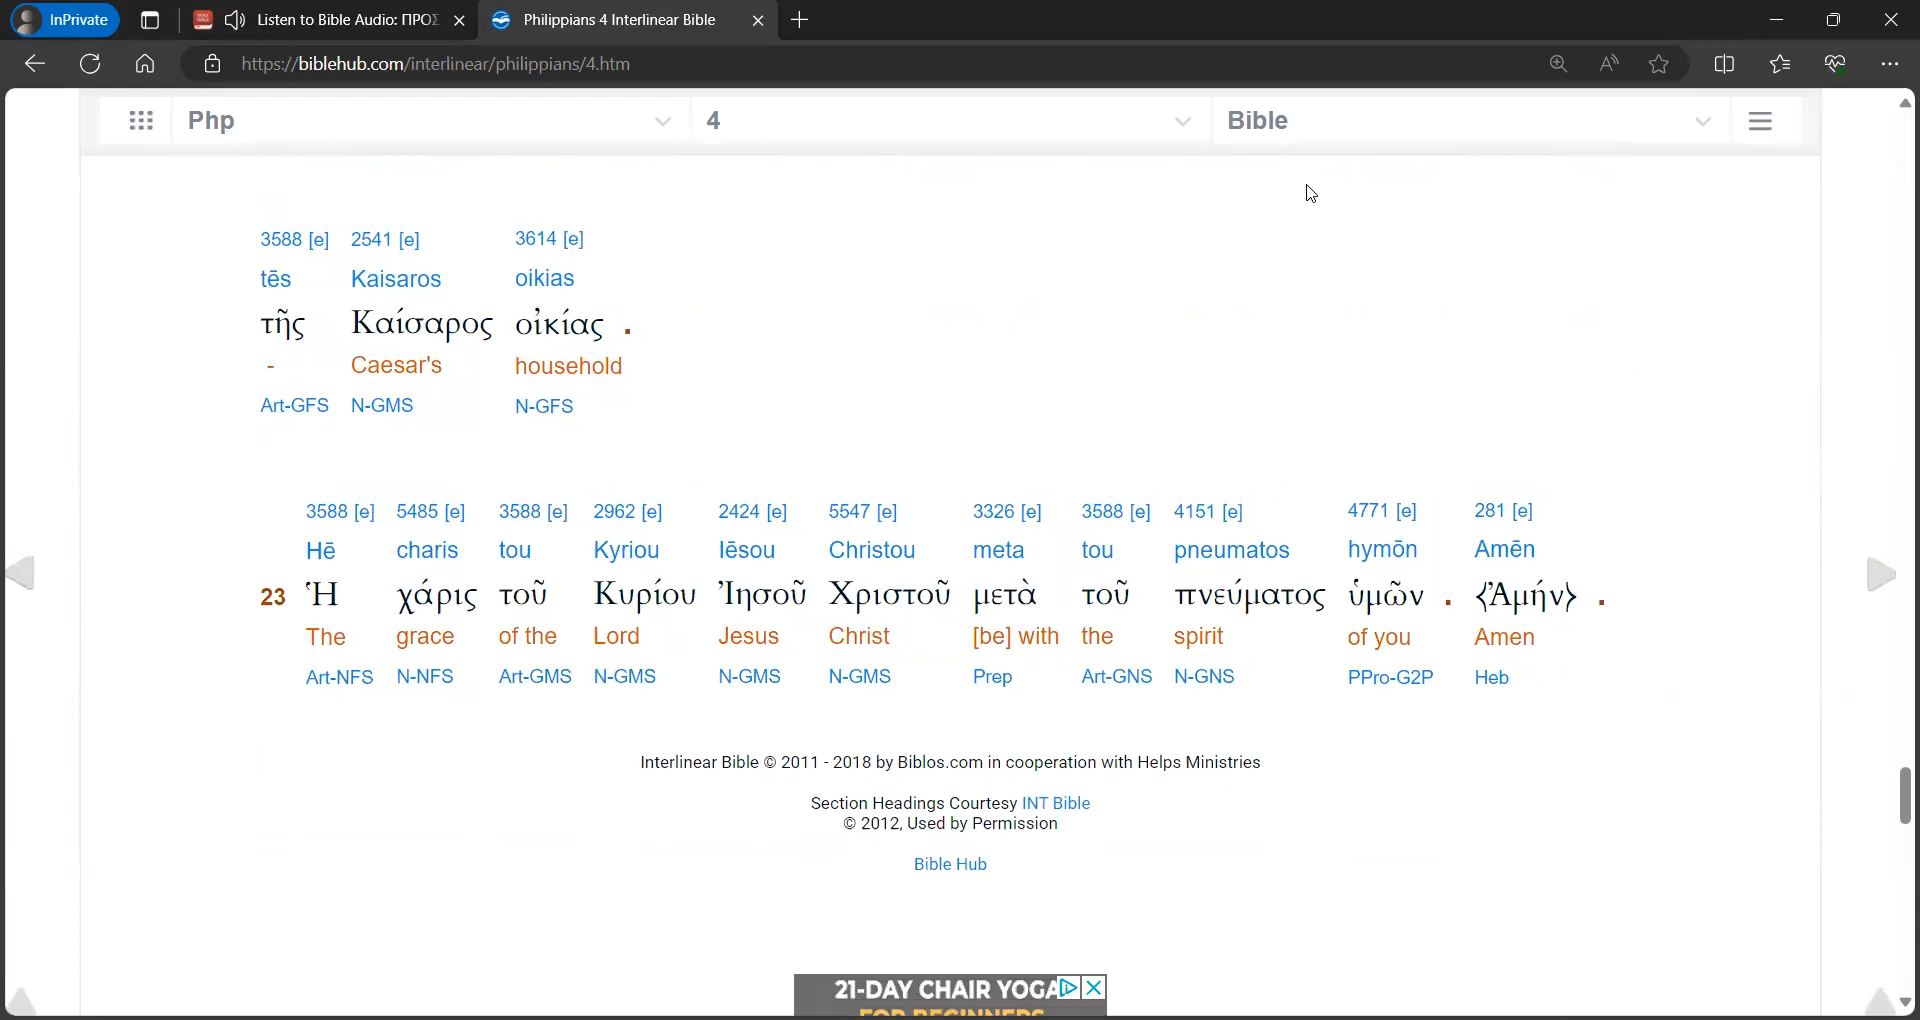 InPrivate
Listen to Bible Audio: ΠΡΟΣ
Philippians 4 Interlinear Bible
https://biblehub.com/interlinear/philippians/4.htm
Php 4 Bible
3588 [e] 2541 [e] 3614 [e]
tēs Kaisaros oikias
τῆς Καίσαρος οἰκίας .
- Caesar's household
Art-GFS N-GMS N-GFS
3588 [e] 5485 [e] 3588 [e] 2962 [e] 2424 [e] 5547 [e] 3326 [e] 3588 [e] 4151 [e] 4771 [e] 281 [e]
Hē charis tou Kyriou Iēsou Christou meta tou pneumatos hymōn Amēn
23 Ἡ χάρις τοῦ Κυρίου Ἰησοῦ Χριστοῦ μετὰ τοῦ πνεύματος ὑμῶν . ⧼Ἀμήν⧽ .
The grace of the Lord Jesus Christ [be] with the spirit of you Amen
Art-NFS N-NFS Art-GMS N-GMS N-GMS N-GMS Prep Art-GNS N-GNS PPro-G2P Heb
Interlinear Bible © 2011 - 2018 by Biblos.com in cooperation with Helps Ministries
Section Headings Courtesy INT Bible
© 2012, Used by Permission
Bible Hub
21-DAY CHAIR YOGA
FOR BEGINNERS